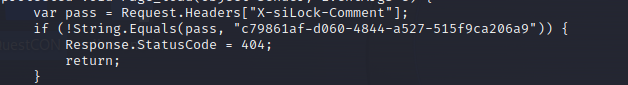 var pass = Request.Headers["X-siLock-Comment"];
if (!String.Equals(pass, "c79861af-d060-4844-a527-515f9ca206a9")) {
Response.StatusCode = 404;
return;
}